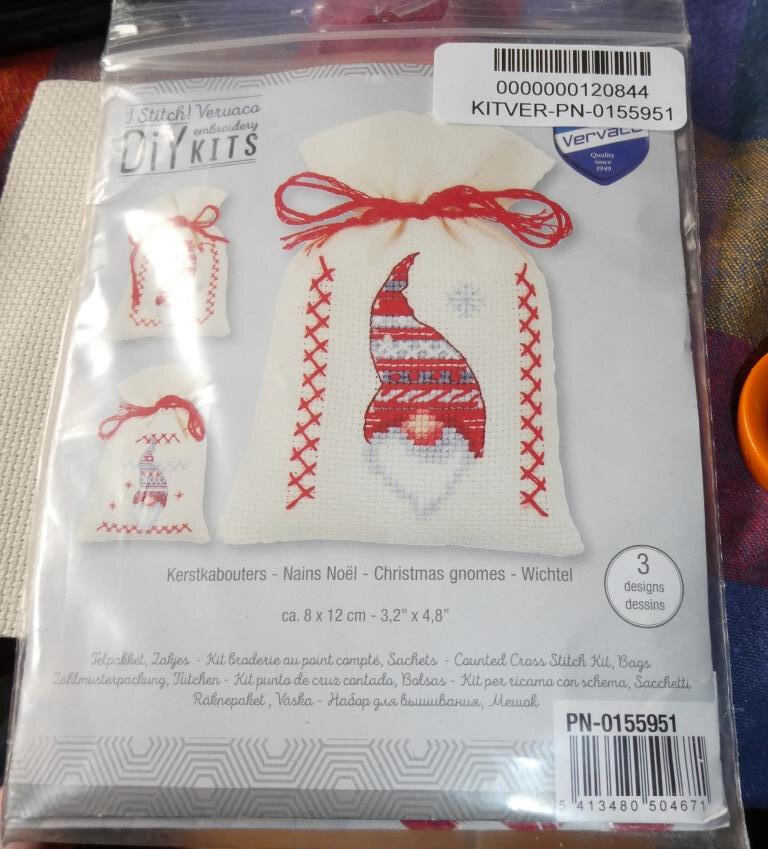 0000000120844
KITVER-PN-0155951
I Stitch! Vervaco
embroidery
DiY KITS
Vervaco
Quality
since
1949
Kerstkabouters - Nains Noël - Christmas gnomes - Wichtel
ca. 8 x 12 cm - 3,2" x 4,8"
3
designs
dessins
Telpakket, Zakjes - Kit broderie au point compté, Sachets - Counted Cross Stitch Kit, Bags
Zählmusterpackung, Tütchen - Kit punto de cruz contado, Bolsas - Kit per ricamo con schema, Sacchetti
Räknepaket, Väska - Набор для вышивания, Мешок
PN-0155951
5 413480 504671